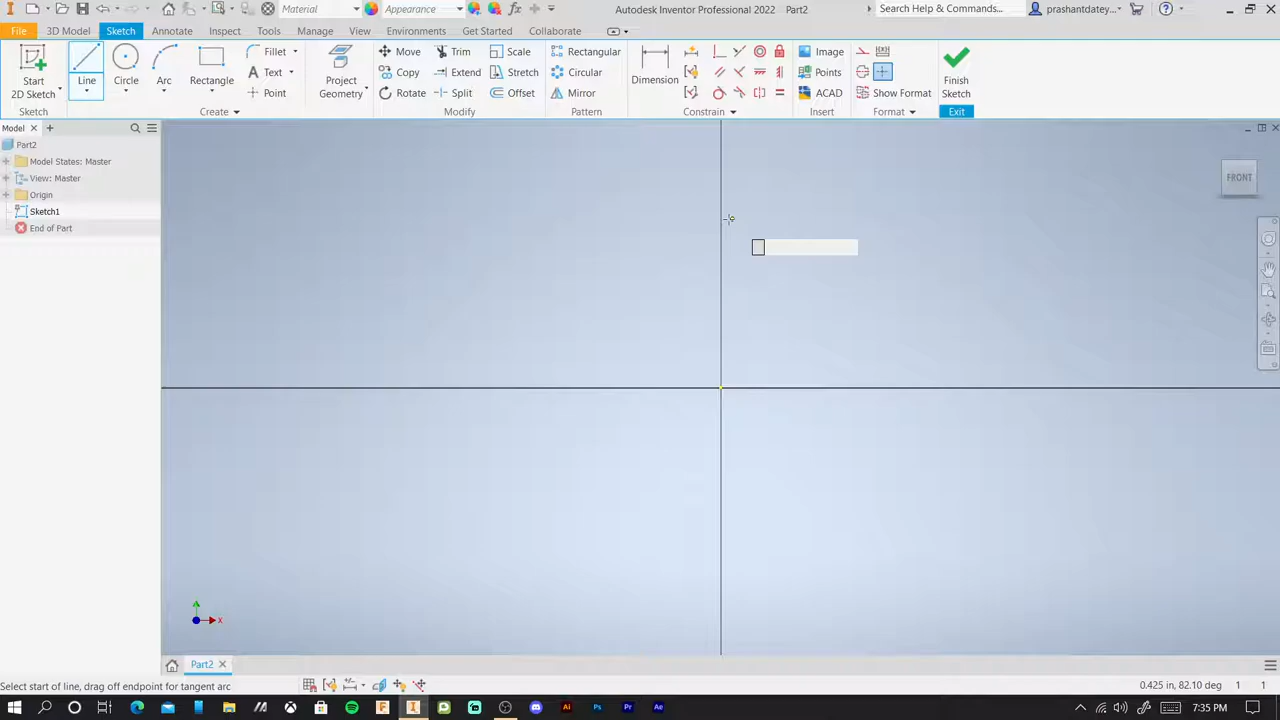 Material
Appearance
Autodesk Inventor Professional 2022 Part2
Search Help & Commands...
prashantdatey...
File
3D Model
Sketch
Annotate
Inspect
Tools
Manage
View
Environments
Get Started
Collaborate
Start
2D Sketch
Line
Circle
Arc
Rectangle
Fillet
Text
Point
Project
Geometry
Move
Copy
Rotate
Trim
Extend
Split
Scale
Stretch
Offset
Rectangular
Circular
Mirror
Dimension
Image
Points
ACAD
Show Format
Finish
Sketch
Sketch
Create
Modify
Pattern
Constrain
Insert
Format
Exit
Model
Part2
Model States: Master
View: Master
Origin
Sketch1
End of Part
FRONT
X
Part2
Select start of line, drag off endpoint for tangent arc
0.425 in, 82.10 deg 1 1
7:35 PM